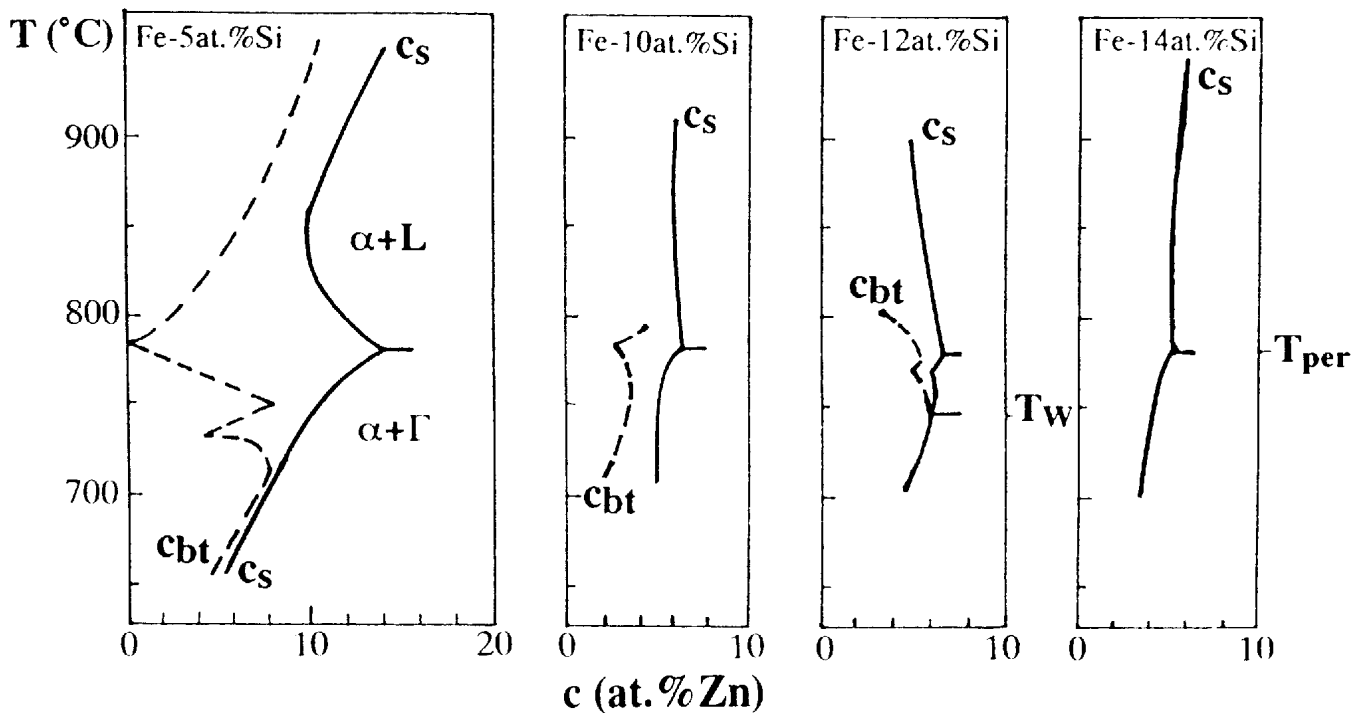 T (°C)
Fe-5at.%Si
Fe-10at.%Si
Fe-12at.%Si
Fe-14at.%Si
cs
cs
cs
cs
900
α+L
cbt
800
Tper
α+Γ
Tw
700
cbt
cbt
cs
0 10 20
0 10
0 10
0 10
c (at.%Zn)